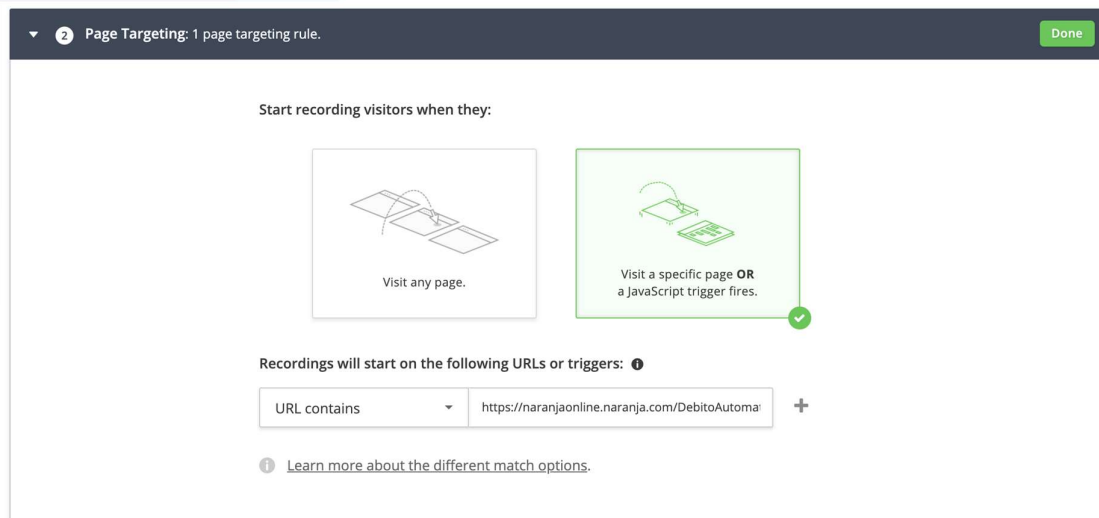 2 Page Targeting: 1 page targeting rule.
Done
Start recording visitors when they:
Visit any page.
Visit a specific page OR
a JavaScript trigger fires.
Recordings will start on the following URLs or triggers:
URL contains
https://naranjaonline.naranja.com/DebitoAutomat
Learn more about the different match options.